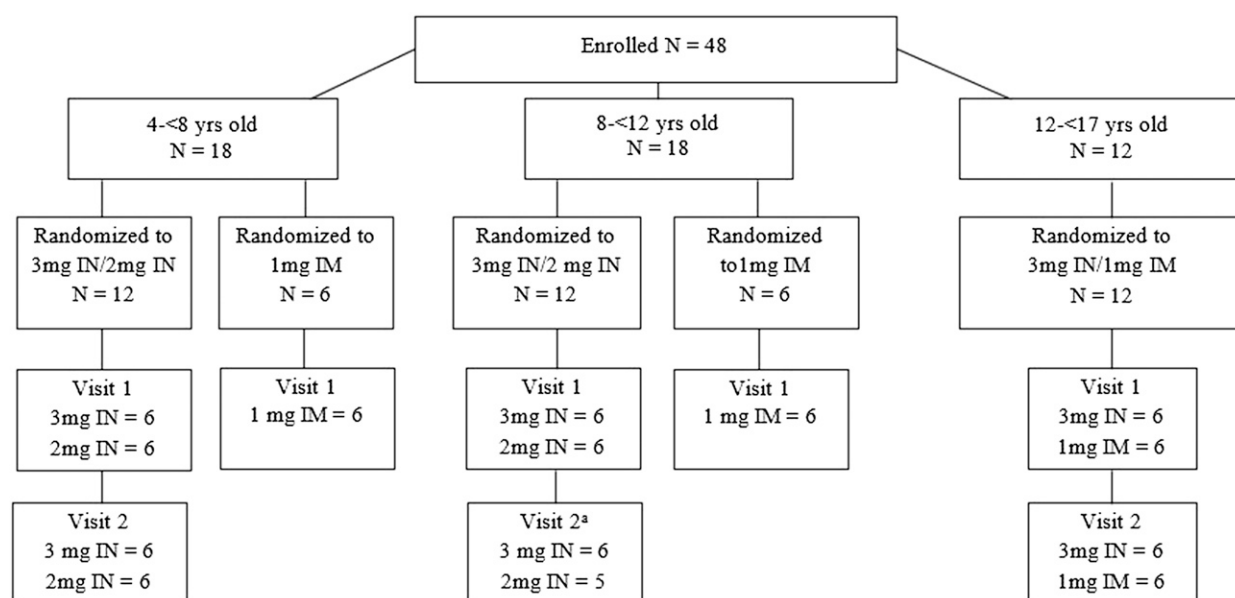 Enrolled N = 48
4-<8 yrs old
N = 18
8-<12 yrs old
N = 18
12-<17 yrs old
N = 12
Randomized to
3mg IN/2mg IN
N = 12
Randomized to
1mg IM
N = 6
Randomized to
3mg IN/2 mg IN
N = 12
Randomized
to1mg IM
N = 6
Randomized to
3mg IN/1mg IM
N = 12
Visit 1
3mg IN = 6
2mg IN = 6
Visit 1
1 mg IM = 6
Visit 1
3mg IN = 6
2mg IN = 6
Visit 1
1 mg IM = 6
Visit 1
3mg IN = 6
1mg IM = 6
Visit 2
3 mg IN = 6
2mg IN = 6
Visit 2ª
3 mg IN = 6
2mg IN = 5
Visit 2
3mg IN = 6
1mg IM = 6